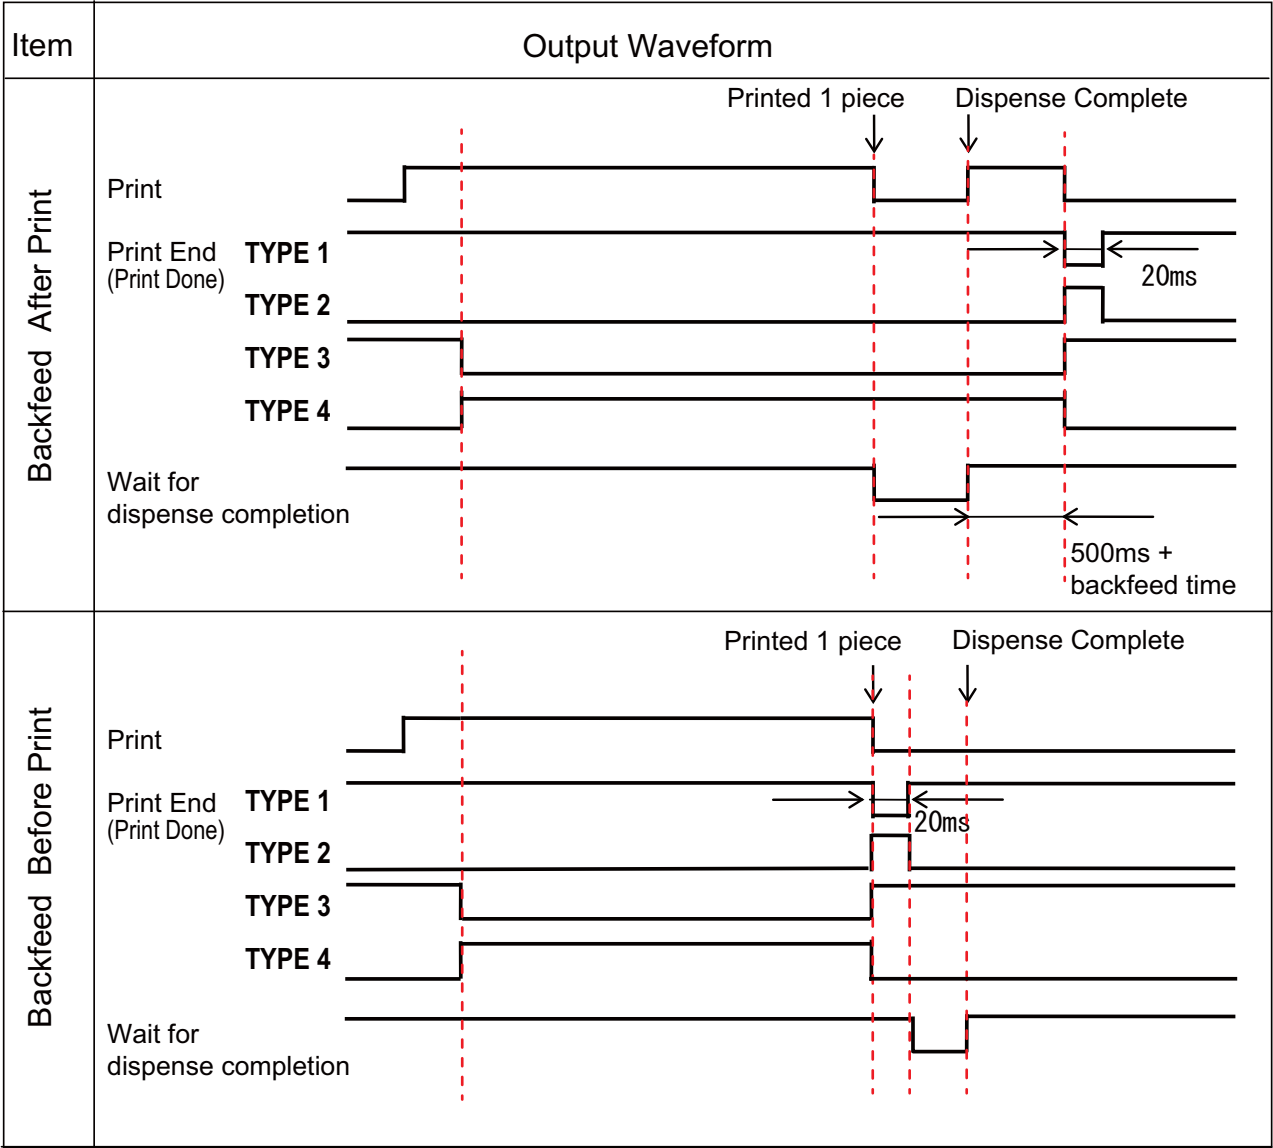 Item
Output Waveform
Backfeed After Print
Printed 1 piece
Dispense Complete
Print
Print End
(Print Done)
TYPE 1
20ms
TYPE 2
TYPE 3
TYPE 4
Wait for
dispense completion
500ms +
backfeed time
Backfeed Before Print
Printed 1 piece
Dispense Complete
Print
Print End
(Print Done)
TYPE 1
20ms
TYPE 2
TYPE 3
TYPE 4
Wait for
dispense completion